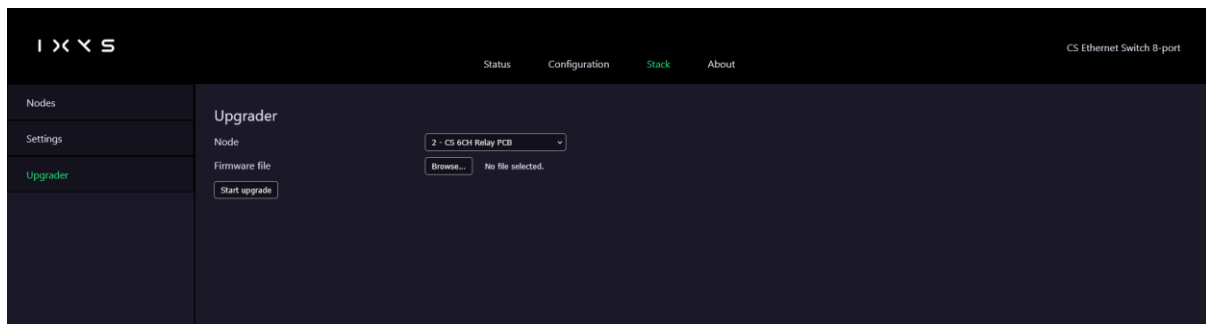 IXYS
CS Ethernet Switch 8-port
Status Configuration Stack About
Nodes
Settings
Upgrader
Upgrader
Node 2 - CS 6CH Relay PCB
Firmware file Browse... No file selected.
Start upgrade